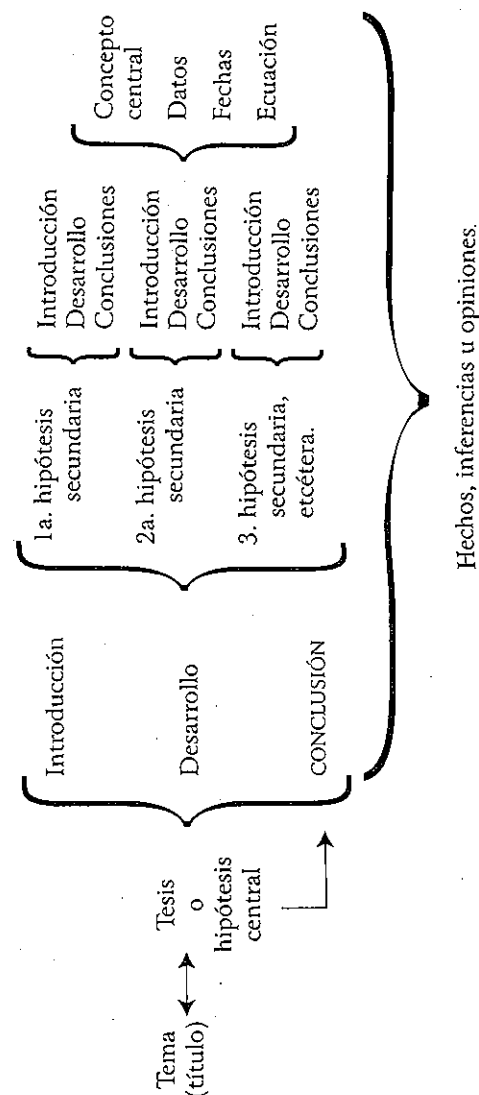 Tema
(título)
Tesis
o
hipótesis
central
Introducción
Desarrollo
CONCLUSIÓN
1a. hipótesis
secundaria
2a. hipótesis
secundaria
3. hipótesis
secundaria,
etcétera.
Introducción
Desarrollo
Conclusiones
Introducción
Desarrollo
Conclusiones
Introducción
Desarrollo
Conclusiones
Concepto
central
Datos
Fechas
Ecuación
Hechos, inferencias u opiniones.